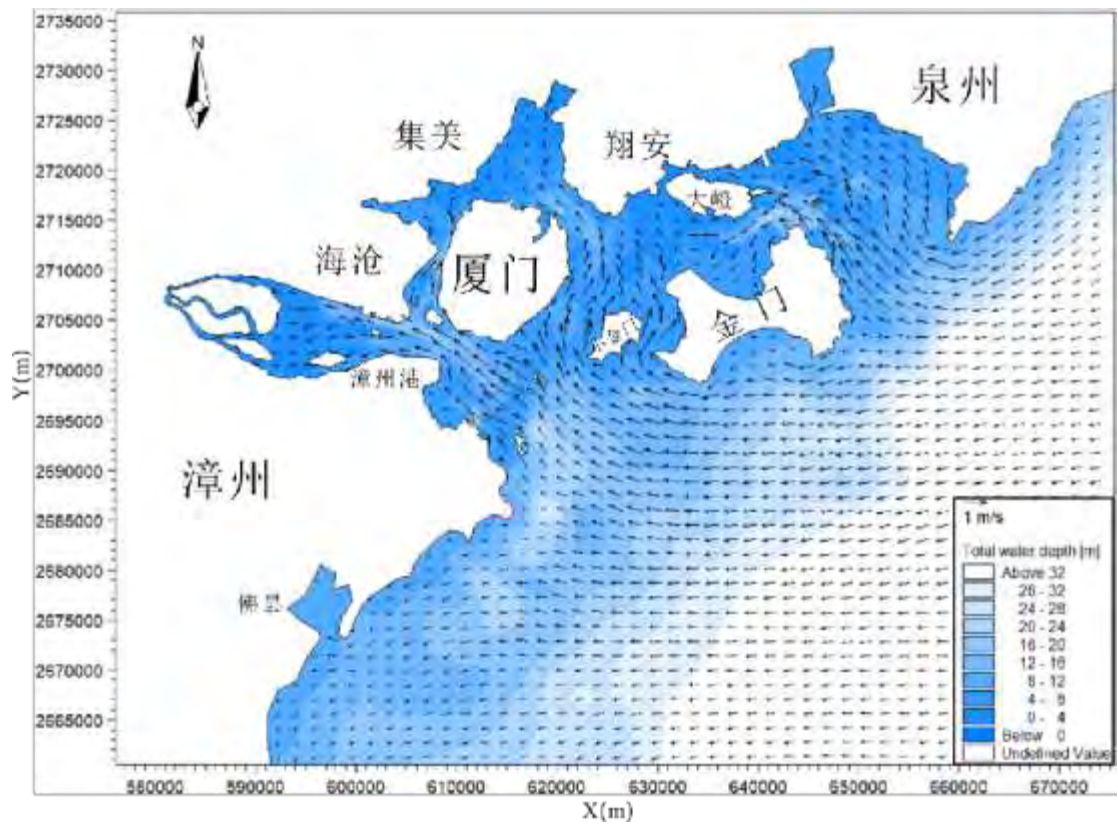 2735000
2730000
2725000
2720000
2715000
2710000
2705000
2700000
2695000
2690000
2685000
2680000
2675000
2670000
2665000
Y(m)
N
泉州
集美
翔安
大嶝
海沧
厦门
金门
漳州港
漳州
1 m/s
Total water depth [m]
Above 32
28 - 32
24 - 28
20 - 24
16 - 20
12 - 16
8 - 12
4 - 8
0 - 4
Below 0
Undefined Value
580000 590000 600000 610000 620000 630000 640000 650000 660000 670000
X(m)